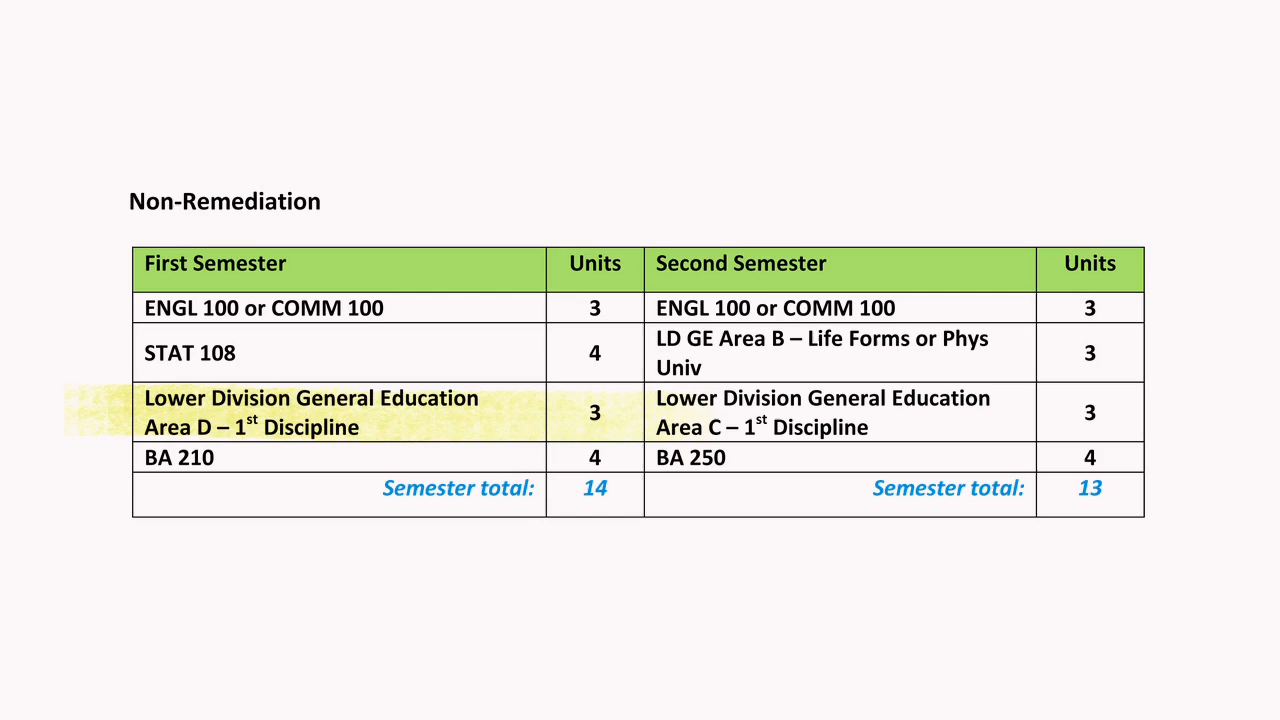 Non-Remediation
First Semester Units Second Semester Units
ENGL 100 or COMM 100 3 ENGL 100 or COMM 100 3
STAT 108 4 LD GE Area B – Life Forms or Phys
Univ 3
Lower Division General Education
Area D – 1st Discipline 3 Lower Division General Education
Area C – 1st Discipline 3
BA 210 4 BA 250 4
Semester total: 14 Semester total: 13